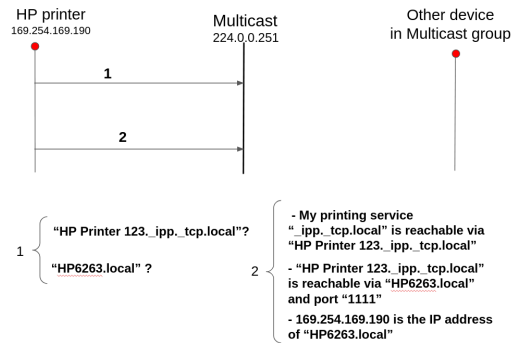 HP printer
169.254.169.190
Multicast
224.0.0.251
Other device
in Multicast group
1
2
1
“HP Printer 123._ipp._tcp.local”?
“HP6263.local” ?
2
- My printing service
“_ipp._tcp.local” is reachable via
“HP Printer 123._ipp._tcp.local”
- “HP Printer 123._ipp._tcp.local”
is reachable via “HP6263.local”
and port “1111”
- 169.254.169.190 is the IP address
of “HP6263.local”